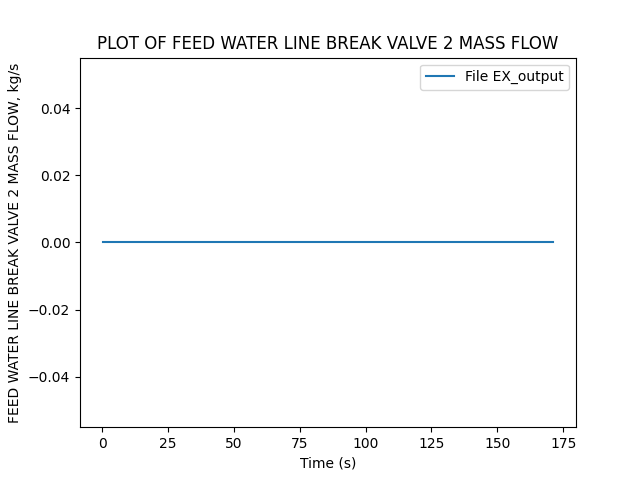 PLOT OF FEED WATER LINE BREAK VALVE 2 MASS FLOW
File EX_output
FEED WATER LINE BREAK VALVE 2 MASS FLOW, kg/s
0.04
0.02
0.00
−0.02
−0.04
0 25 50 75 100 125 150 175
Time (s)